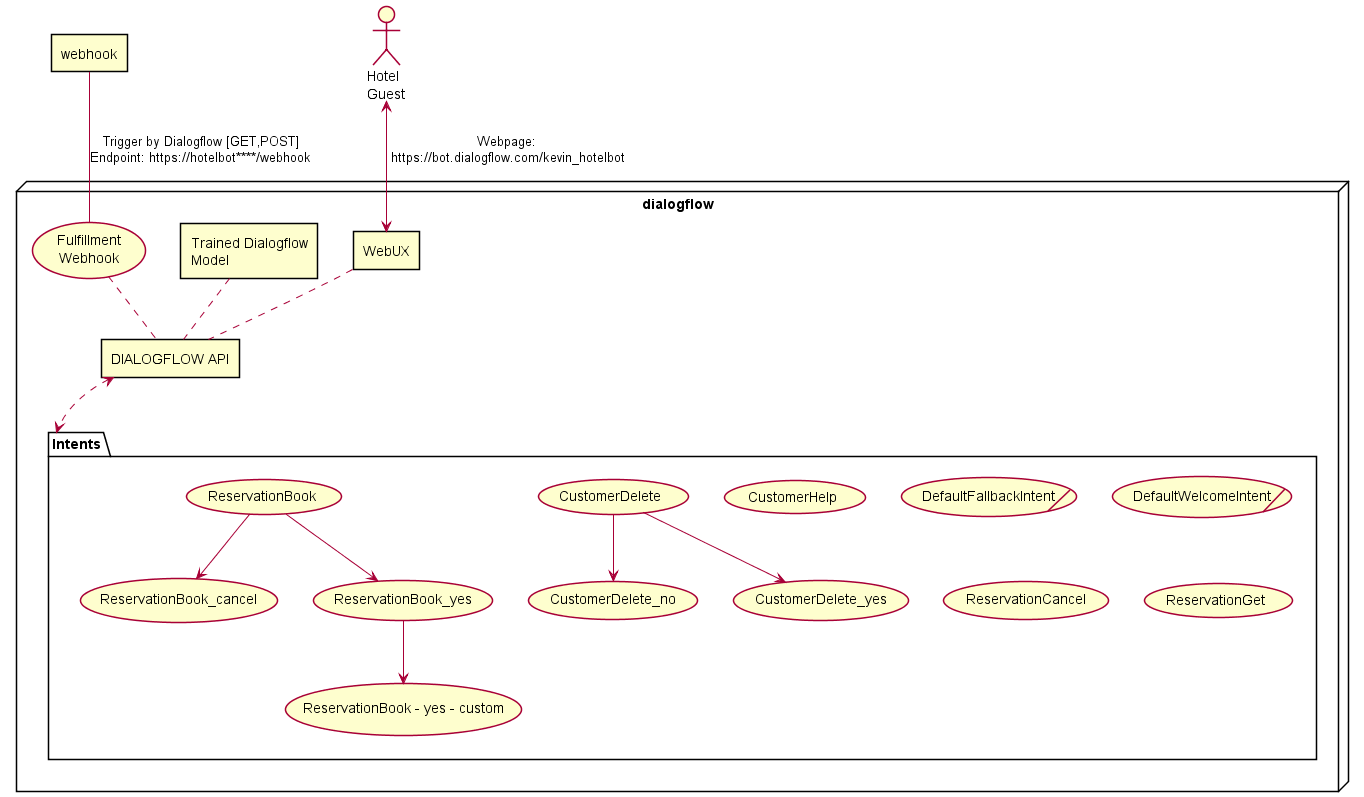 webhook
Hotel
Guest
Trigger by Dialogflow [GET,POST]
Endpoint: https://hotelbot****/webhook
Webpage:
https://bot.dialogflow.com/kevin_hotelbot
dialogflow
Fulfillment
Webhook
Trained Dialogflow
Model
WebUX
DIALOGFLOW API
Intents
ReservationBook
CustomerDelete
CustomerHelp
DefaultFallbackIntent
DefaultWelcomeIntent
ReservationBook_cancel
ReservationBook_yes
CustomerDelete_no
CustomerDelete_yes
ReservationCancel
ReservationGet
ReservationBook - yes - custom